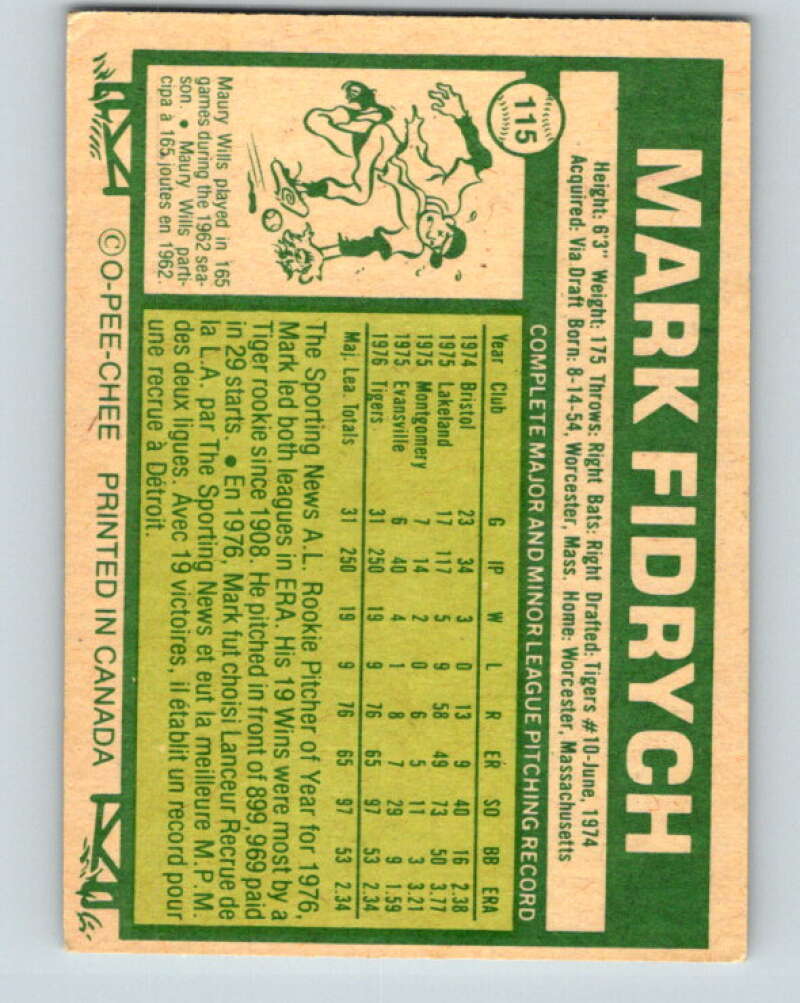 115
MARK FIDRYCH
Height: 6'3" Weight: 175 Throws: Right Bats: Right Drafted: Tigers #10-June, 1974
Acquired: Via Draft Born: 8-14-54, Worcester, Mass. Home: Worcester, Massachusetts
COMPLETE MAJOR AND MINOR LEAGUE PITCHING RECORD
Year Club G IP W L R ER SO BB ERA
1974 Bristol 23 34 3 0 13 9 40 16 2.38
1975 Lakeland 17 117 5 9 58 49 73 50 3.77
1975 Montgomery 7 14 2 0 6 5 11 3 3.21
1975 Evansville 6 40 4 1 8 7 29 9 1.59
1976 Tigers 31 250 19 9 76 65 97 53 2.34
Maj. Lea. Totals 31 250 19 9 76 65 97 53 2.34
The Sporting News A.L. Rookie Pitcher of Year for 1976,
Mark led both leagues in ERA. His 19 Wins were most by a
Tiger rookie since 1908. He pitched in front of 899,969 paid
in 29 starts. ● En 1976, Mark fut choisi Lanceur Recrue de
la L.A. par The Sporting News et eut la meilleure M.P.M.
des deux ligues. Avec 19 victoires, il établit un record pour
une recrue à Détroit.
Maury Wills played in 165
games during the 1962 sea-
son. ● Maury Wills parti-
cipa à 165 joutes en 1962.
©O-PEE-CHEE PRINTED IN CANADA